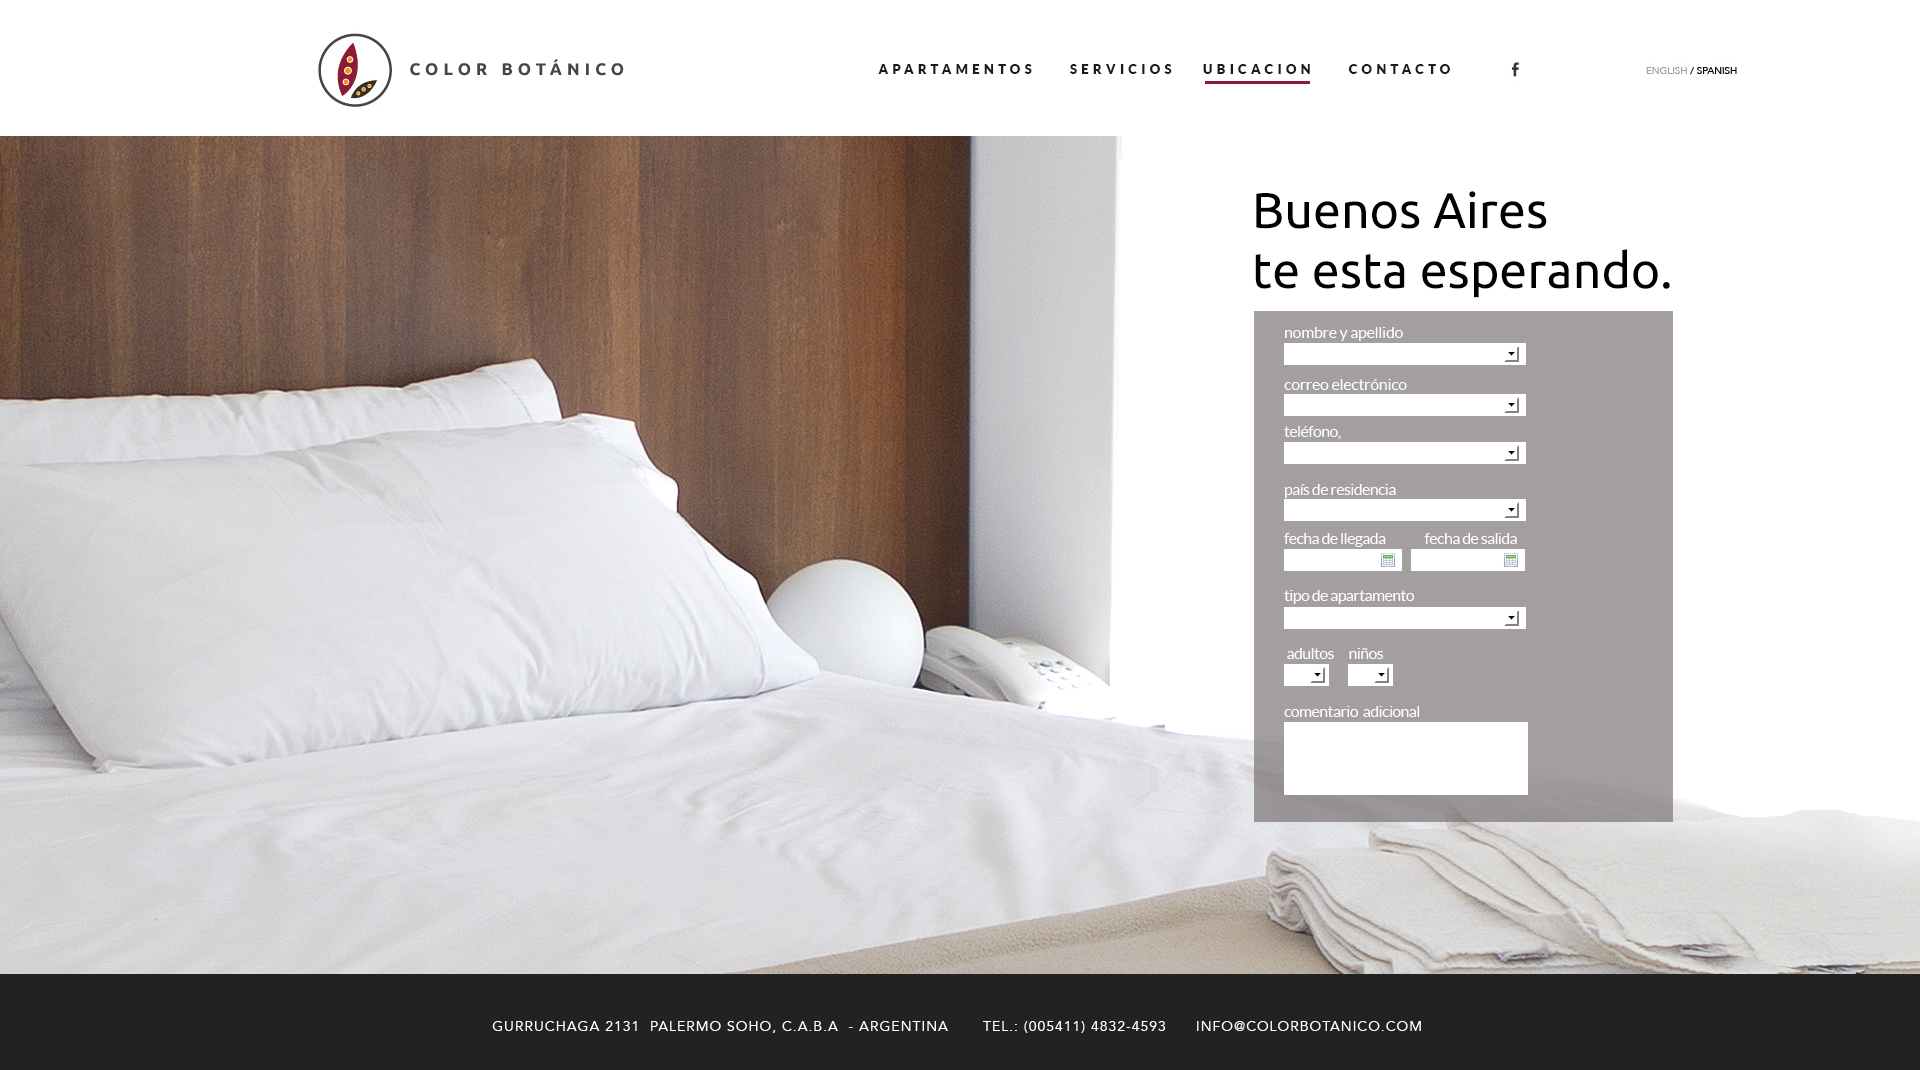 COLOR BOTÁNICO
APARTAMENTOS SERVICIOS UBICACION CONTACTO f ENGLISH / SPANISH
Buenos Aires
te esta esperando.
nombre y apellido
correo electrónico
teléfono,
país de residencia
fecha de llegada fecha de salida
tipo de apartamento
adultos niños
comentario adicional
GURRUCHAGA 2131 PALERMO SOHO, C.A.B.A - ARGENTINA TEL.: (005411) 4832-4593 INFO@COLORBOTANICO.COM